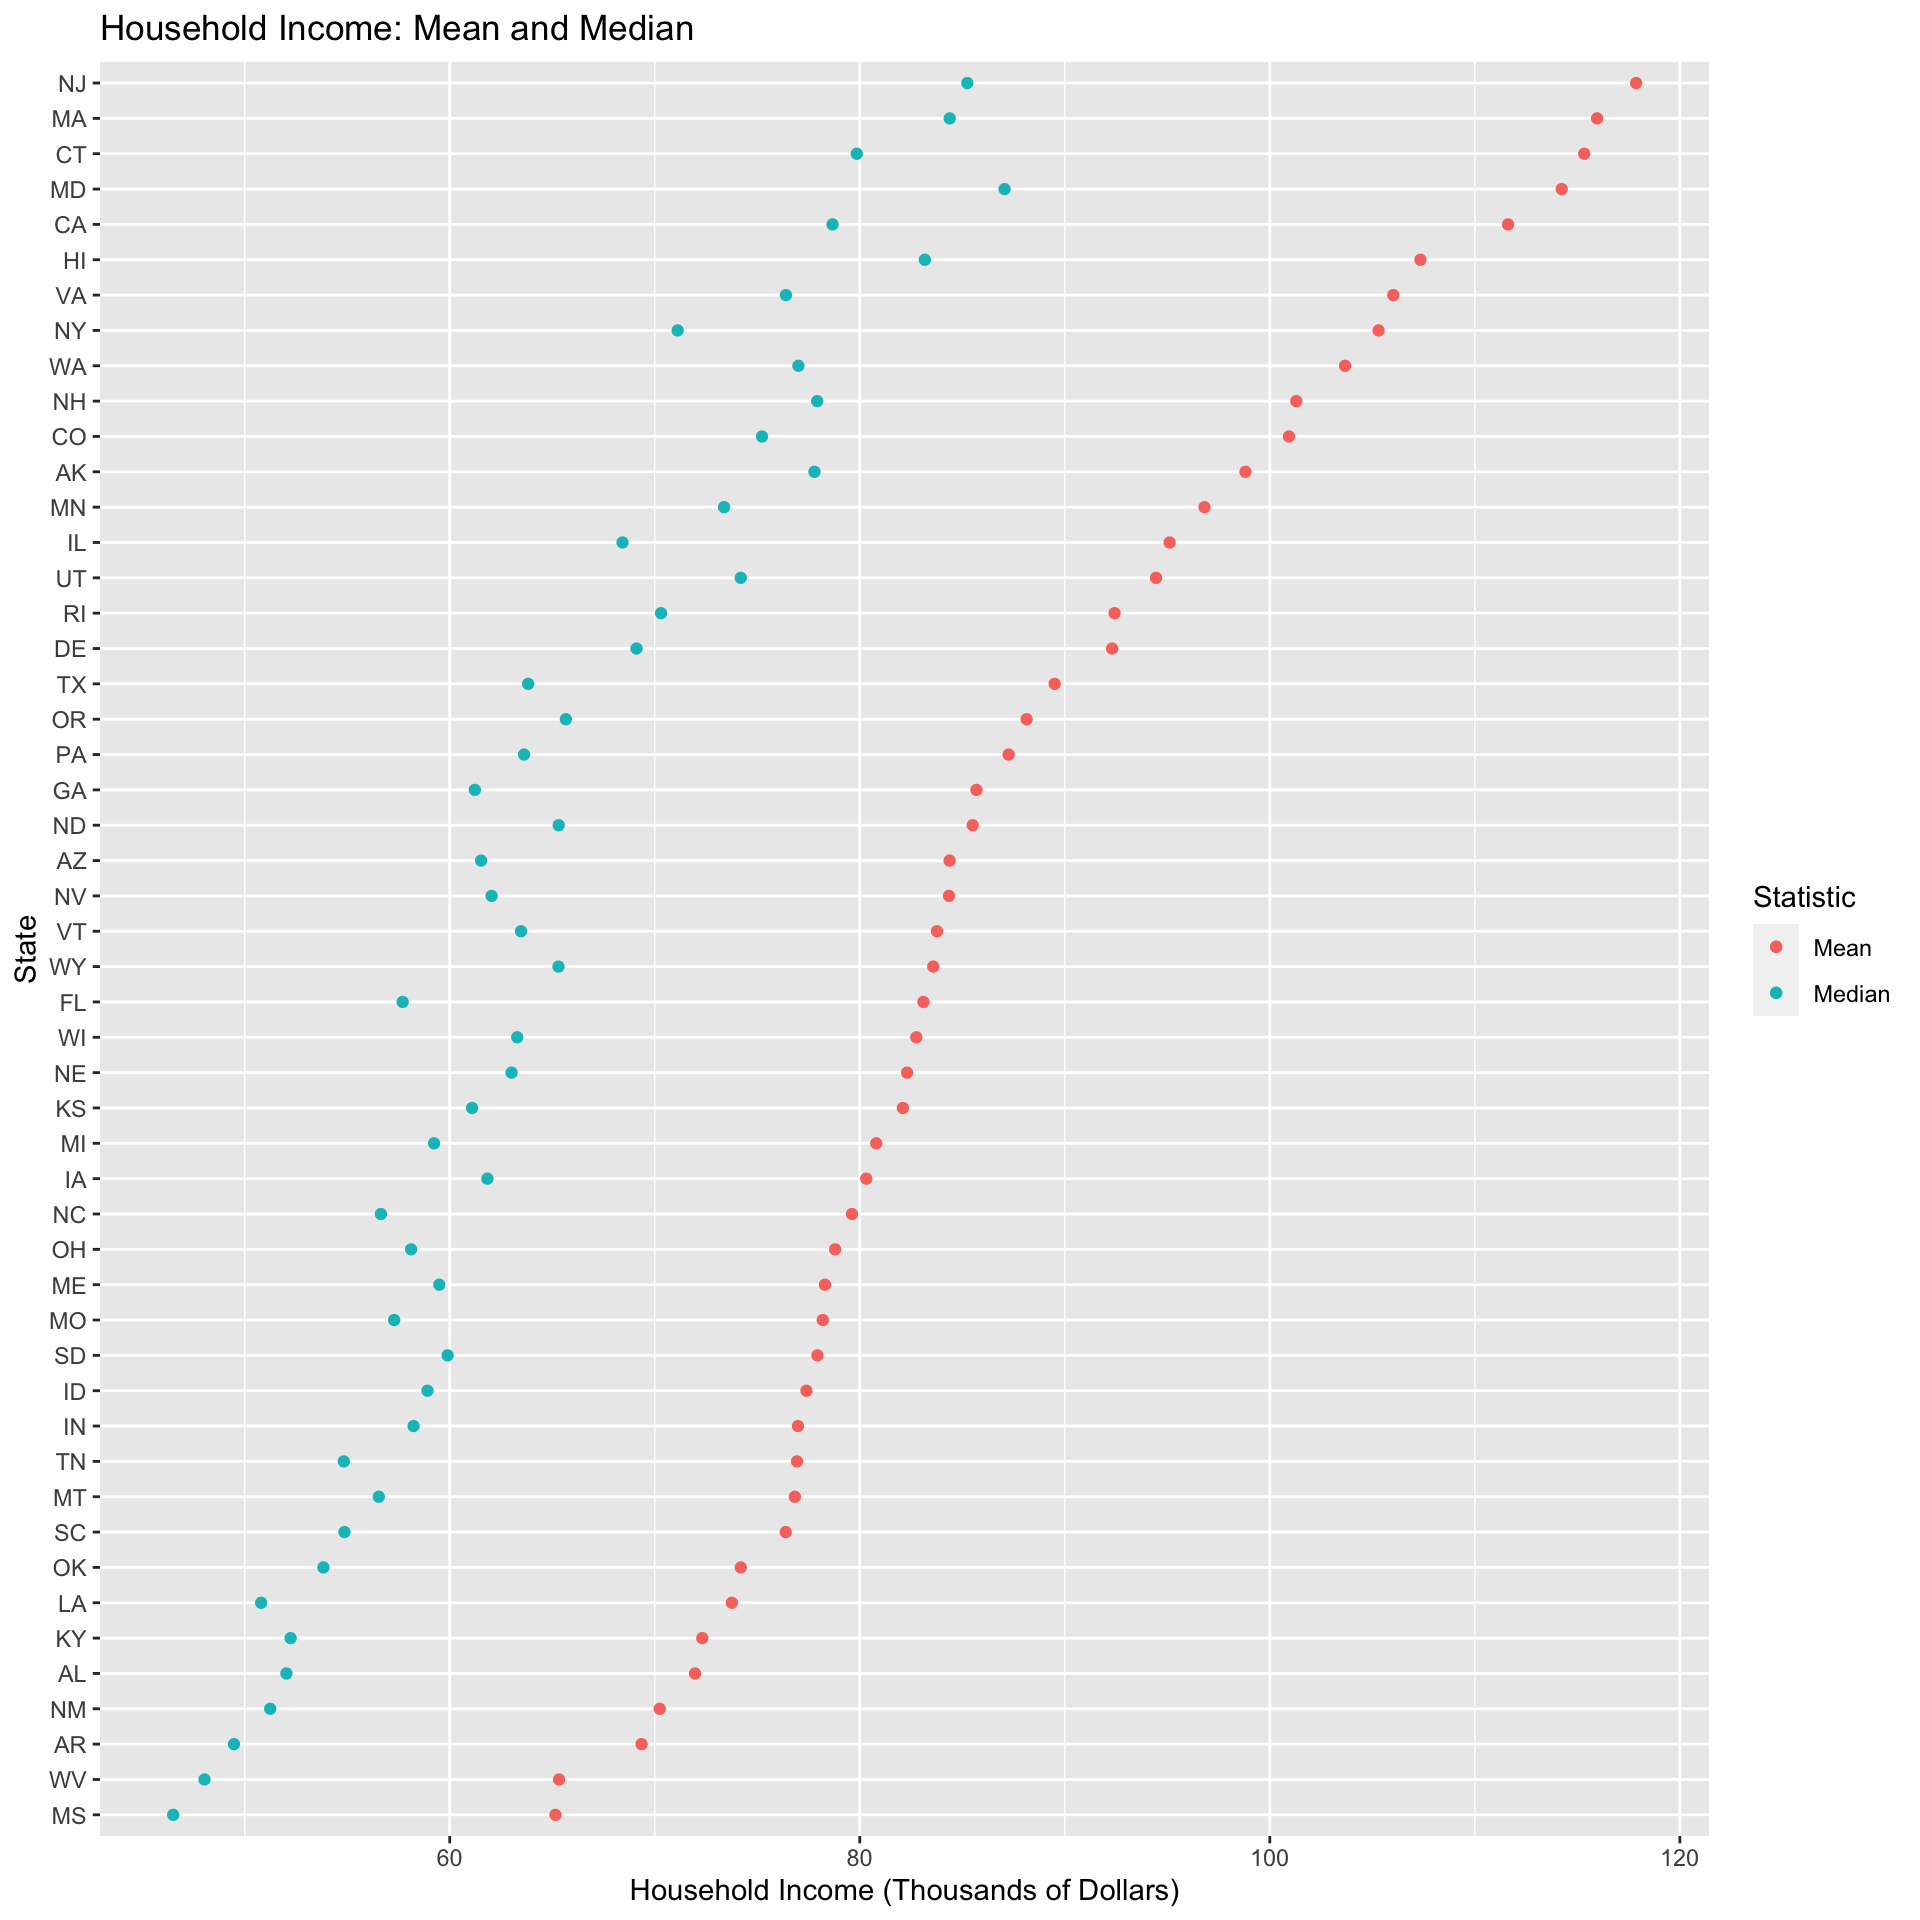 Household Income: Mean and Median
NJ
MA
CT
MD
CA
HI
VA
NY
WA
NH
CO
AK
MN
IL
UT
RI
DE
TX
OR
PA
GA
ND
AZ
NV
VT
WY
FL
WI
NE
KS
MI
IA
NC
OH
ME
MO
SD
ID
IN
TN
MT
SC
OK
LA
KY
AL
NM
AR
WV
MS
State
60 80 100 120
Household Income (Thousands of Dollars)
Statistic
Mean
Median